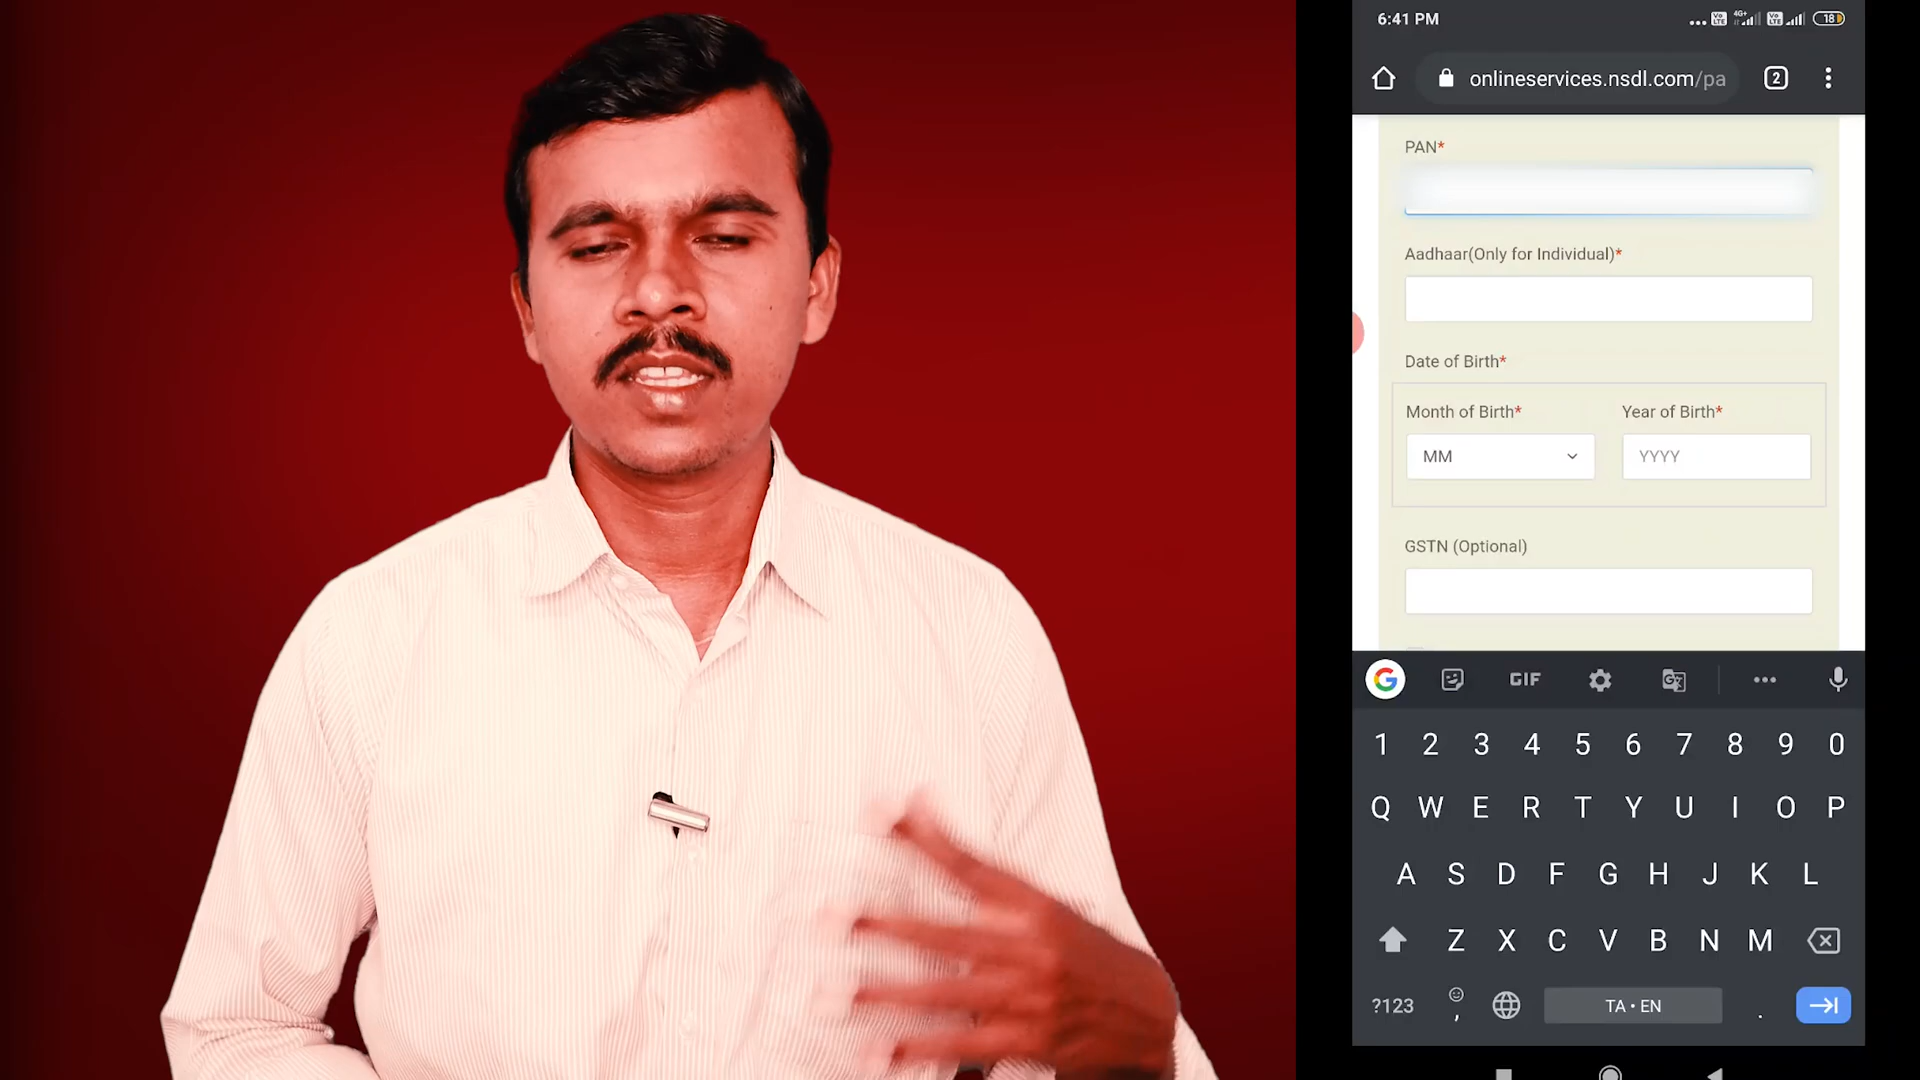 6:41 PM
4G+
18
onlineservices.nsdl.com/pa
2
PAN*
Aadhaar(Only for Individual)*
Date of Birth*
Month of Birth*
Year of Birth*
MM
YYYY
GSTN (Optional)
GIF
1 2 3 4 5 6 7 8 9 0
Q W E R T Y U I O P
A S D F G H J K L
Z X C V B N M
?123 , TA • EN .